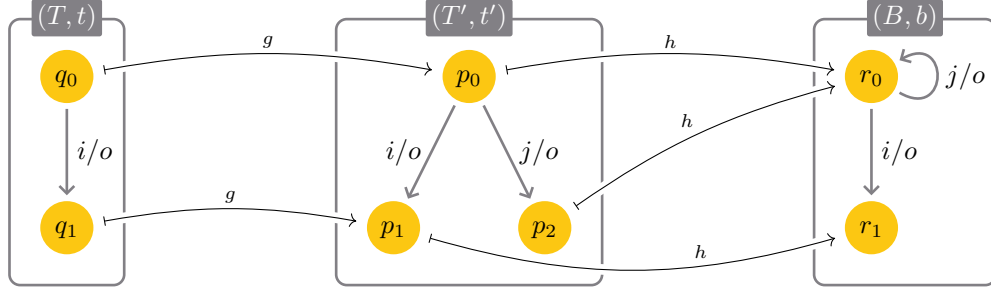 (T, t) (T′, t′) (B, b)
g h
q₀ p₀ r₀ j/o
h
i/o i/o j/o i/o
g
q₁ p₁ p₂ r₁
h